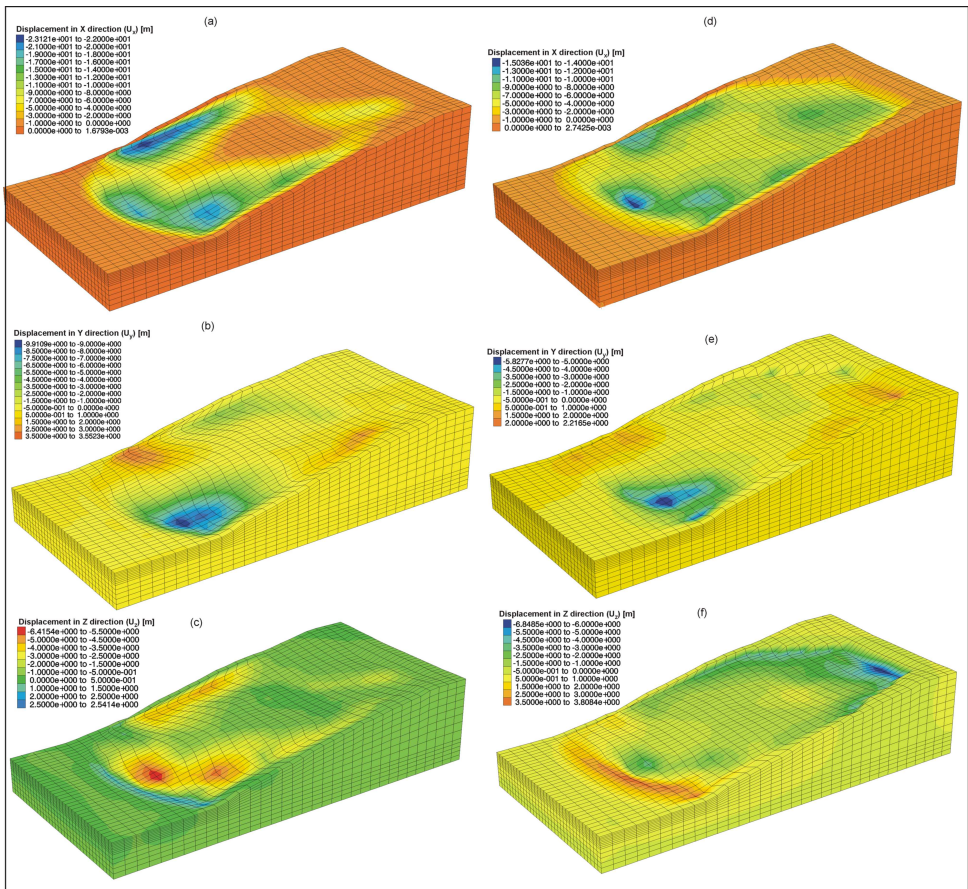 (a)
Displacement in X direction (Ux) [m]
-2.3121e+001 to -2.2000e+001
-2.1000e+001 to -2.0000e+001
-1.9000e+001 to -1.8000e+001
-1.7000e+001 to -1.6000e+001
-1.5000e+001 to -1.4000e+001
-1.3000e+001 to -1.2000e+001
-1.1000e+001 to -1.0000e+001
-9.0000e+000 to -8.0000e+000
-7.0000e+000 to -6.0000e+000
-5.0000e+000 to -4.0000e+000
-3.0000e+000 to -2.0000e+000
-1.0000e+000 to 0.0000e+000
0.0000e+000 to 1.6793e-003
(d)
Displacement in X direction (Ux) [m]
-1.5036e+001 to -1.4000e+001
-1.3000e+001 to -1.2000e+001
-1.1000e+001 to -1.0000e+001
-9.0000e+000 to -8.0000e+000
-7.0000e+000 to -6.0000e+000
-5.0000e+000 to -4.0000e+000
-3.0000e+000 to -2.0000e+000
-1.0000e+000 to 0.0000e+000
0.0000e+000 to 2.7425e-003
(b)
Displacement in Y direction (Uy) [m]
-9.9109e+000 to -9.0000e+000
-8.5000e+000 to -8.0000e+000
-7.5000e+000 to -7.0000e+000
-6.5000e+000 to -6.0000e+000
-5.5000e+000 to -5.0000e+000
-4.5000e+000 to -4.0000e+000
-3.5000e+000 to -3.0000e+000
-2.5000e+000 to -2.0000e+000
-1.5000e+000 to -1.0000e+000
-5.0000e-001 to 0.0000e+000
5.0000e-001 to 1.0000e+000
1.5000e+000 to 2.0000e+000
2.5000e+000 to 3.0000e+000
3.5000e+000 to 3.5523e+000
(e)
Displacement in Y direction (Uy) [m]
-5.8277e+000 to -5.0000e+000
-4.5000e+000 to -4.0000e+000
-3.5000e+000 to -3.0000e+000
-2.5000e+000 to -2.0000e+000
-1.5000e+000 to -1.0000e+000
-5.0000e-001 to 0.0000e+000
5.0000e-001 to 1.0000e+000
1.5000e+000 to 2.0000e+000
2.0000e+000 to 2.2165e+000
(c)
Displacement in Z direction (Uz) [m]
-6.4154e+000 to -5.5000e+000
-5.0000e+000 to -4.5000e+000
-4.0000e+000 to -3.5000e+000
-3.0000e+000 to -2.5000e+000
-2.0000e+000 to -1.5000e+000
-1.0000e+000 to -5.0000e-001
0.0000e+000 to 5.0000e-001
1.0000e+000 to 1.5000e+000
2.0000e+000 to 2.5000e+000
2.5000e+000 to 2.5414e+000
(f)
Displacement in Z direction (Uz) [m]
-6.8485e+000 to -6.0000e+000
-5.5000e+000 to -5.0000e+000
-4.5000e+000 to -4.0000e+000
-3.5000e+000 to -3.0000e+000
-2.5000e+000 to -2.0000e+000
-1.5000e+000 to -1.0000e+000
-5.0000e-001 to 0.0000e+000
5.0000e-001 to 1.0000e+000
1.5000e+000 to 2.0000e+000
2.5000e+000 to 3.0000e+000
3.5000e+000 to 3.8084e+000